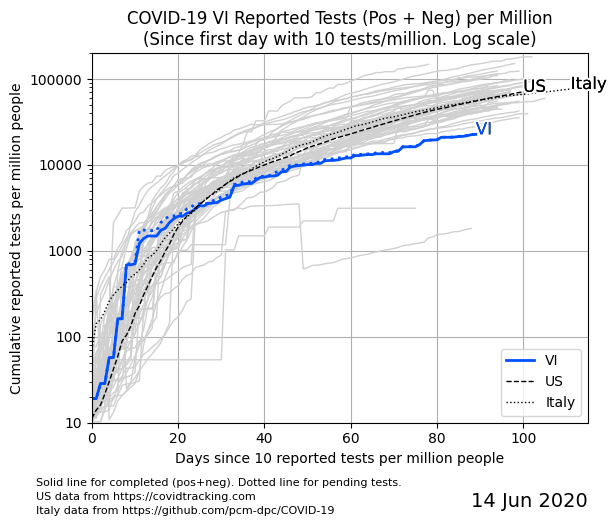 COVID-19 VI Reported Tests (Pos + Neg) per Million
(Since first day with 10 tests/million. Log scale)
Cumulative reported tests per million people
100000
10000
1000
100
10
US
Italy
VI
VI
US
Italy
0
20
40
60
80
100
Days since 10 reported tests per million people
Solid line for completed (pos+neg). Dotted line for pending tests.
US data from https://covidtracking.com
Italy data from https://github.com/pcm-dpc/COVID-19
14 Jun 2020